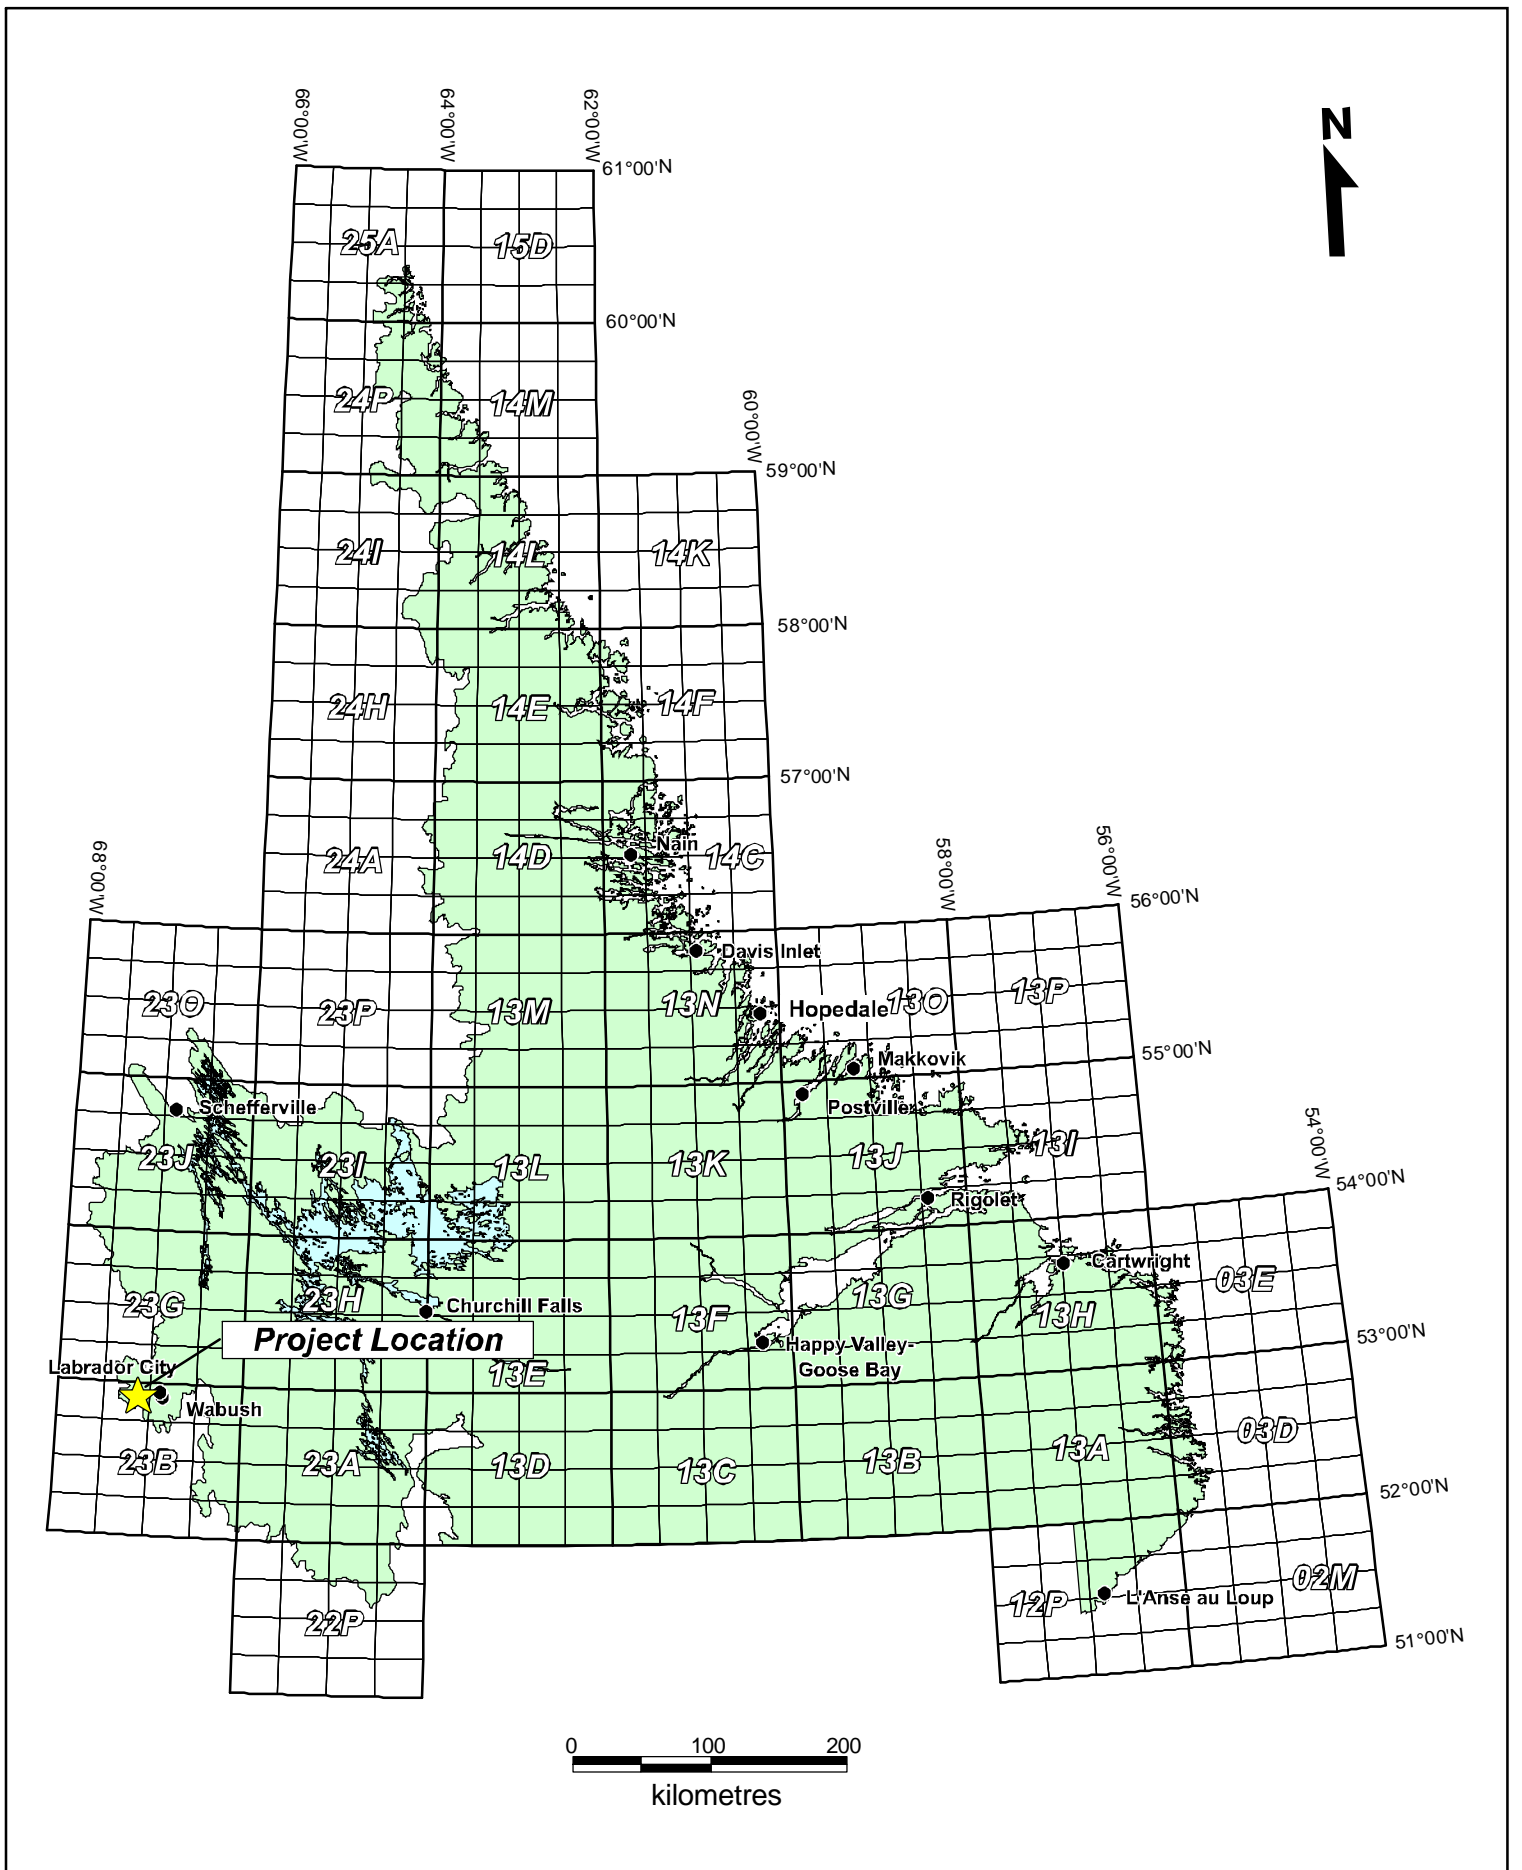 66°00'W
64°00'W
62°00'W
61°00'N
N
25A
15D
60°00'N
24P
14M
60°00'W
59°00'N
24I
14L
14K
58°00'N
24H
14E
14F
57°00'N
68°00'W
24A
14D
Nain
14C
58°00'W
56°00'W
56°00'N
23O
23P
13M
Davis Inlet
13N
Hopedale
13O
13P
55°00'N
Makkovik
Schefferville
Postville
54°00'W
23J
23I
13L
13K
13J
13I
54°00'N
Rigolet
Cartwright
23G
23H
Churchill Falls
13F
13G
13H
03E
Project Location
53°00'N
Happy Valley-
Goose Bay
Labrador City
13E
Wabush
23B
23A
13D
13C
13B
13A
03D
52°00'N
22P
12P
L'Anse au Loup
02M
51°00'N
0 100 200
kilometres